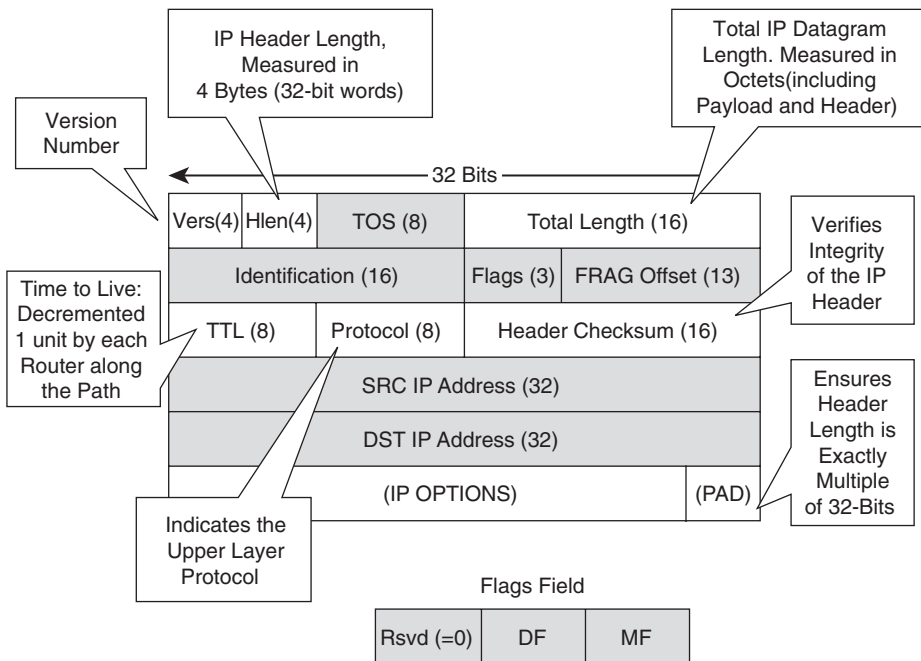 IP Header Length,
Measured in
4 Bytes (32-bit words)
Total IP Datagram
Length. Measured in
Octets(including
Payload and Header)
Version
Number
32 Bits
Vers(4) Hlen(4) TOS (8) Total Length (16)
Verifies
Integrity
of the IP
Header
Identification (16) Flags (3) FRAG Offset (13)
Time to Live:
Decremented
1 unit by each
Router along
the Path
TTL (8) Protocol (8) Header Checksum (16)
SRC IP Address (32)
DST IP Address (32)
Ensures
Header
Length is
Exactly
Multiple
of 32-Bits
(IP OPTIONS) (PAD)
Indicates the
Upper Layer
Protocol
Flags Field
Rsvd (=0) DF MF